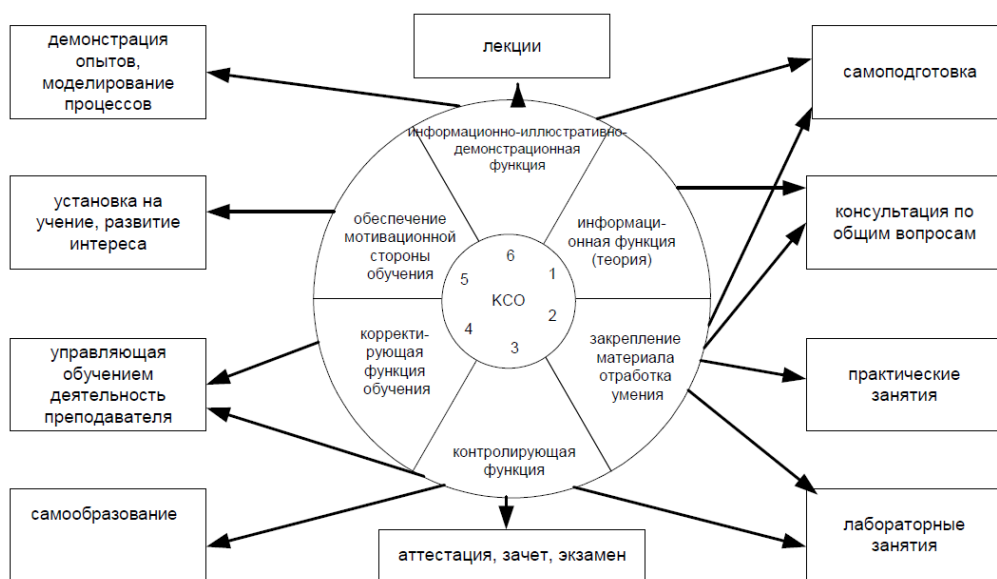 демонстрация
опытов,
моделирование
процессов
лекции
самоподготовка
информационно-иллюстративно-
демонстрационная
функция
установка на
учение, развитие
интереса
обеспечение
мотивационной
стороны
обучения
информаци-
онная функция
(теория)
консультация по
общим вопросам
6
5
1
КСО
4
2
3
управляющая
обучением
деятельность
преподавателя
корректи-
рующая
функция
обучения
закрепление
материала
отработка
умения
практические
занятия
контролирующая
функция
самообразование
аттестация, зачет, экзамен
лабораторные
занятия